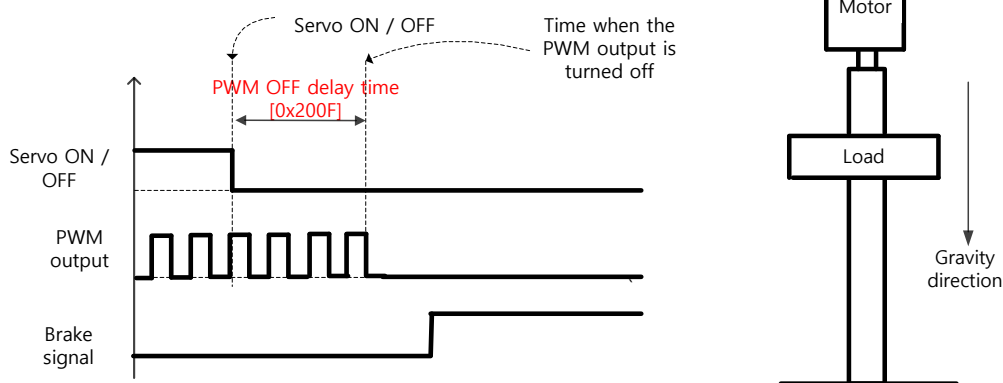 Servo ON / OFF
Time when the
PWM output is
turned off
PWM OFF delay time
[0x200F]
Servo ON /
OFF
PWM
output
Brake
signal
Motor
Load
Gravity
direction